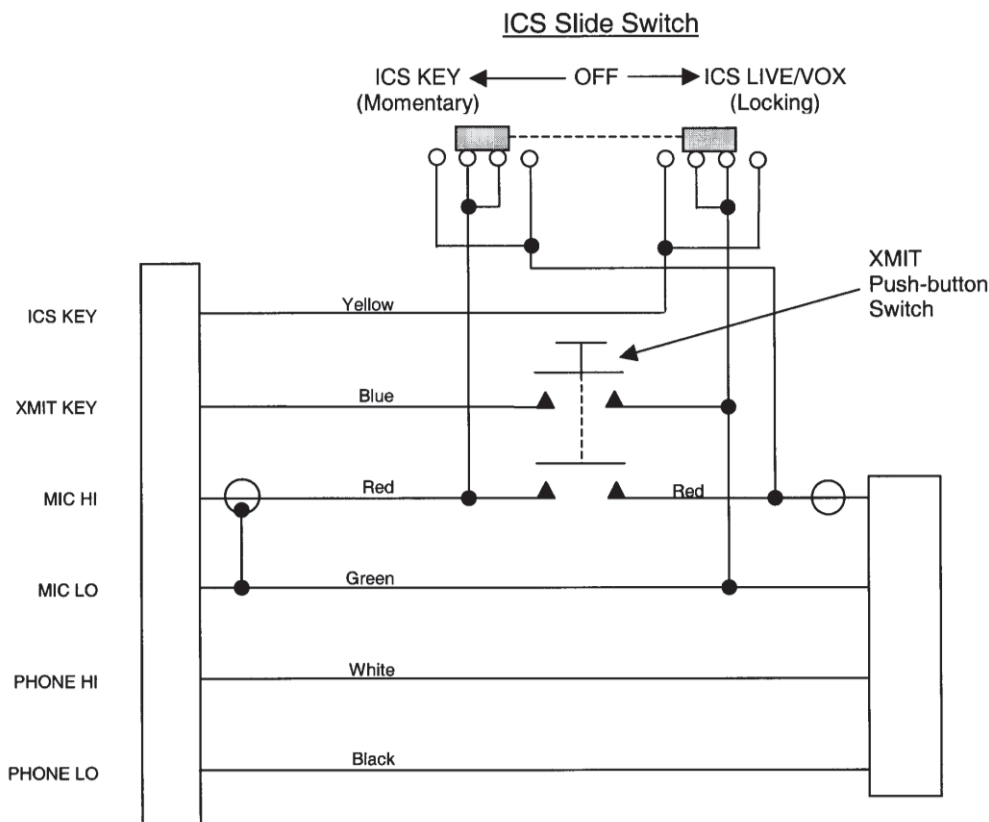 ICS Slide Switch
ICS KEY
(Momentary)
OFF
ICS LIVE/VOX
(Locking)
XMIT
Push-button
Switch
ICS KEY
Yellow
XMIT KEY
Blue
MIC HI
Red
Red
MIC LO
Green
PHONE HI
White
PHONE LO
Black